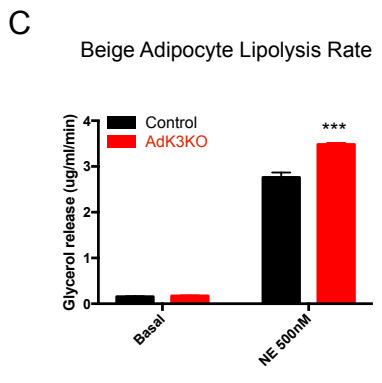 C
Beige Adipocyte Lipolysis Rate
Control
AdK3KO
***
Glycerol release (ug/ml/min)
4
3
2
1
0
Basal
NE 500nM